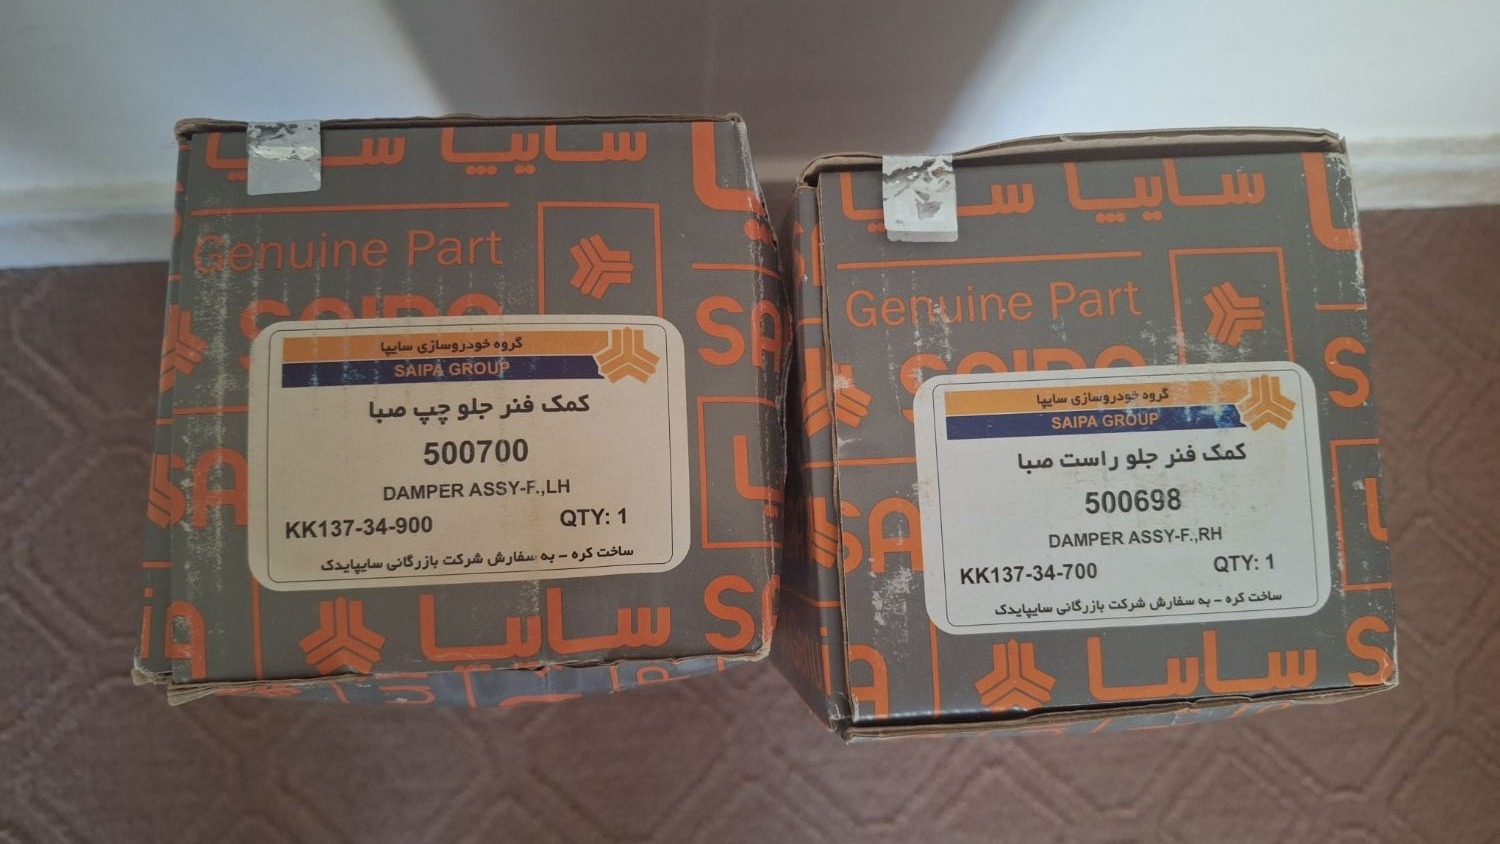 سایپا سایپا
Genuine Part
SAIPA
گروه خودروسازی سایپا
SAIPA GROUP
کمک فنر جلو چپ صبا
500700
DAMPER ASSY-F.,LH
KK137-34-900 QTY: 1
ساخت کره – به سفارش شرکت بازرگانی سایپایدک
سایپا
سایپا سایپا
Genuine Part
SAIPA
گروه خودروسازی سایپا
SAIPA GROUP
کمک فنر جلو راست صبا
500698
DAMPER ASSY-F.,RH
KK137-34-700 QTY: 1
ساخت کره – به سفارش شرکت بازرگانی سایپایدک
سایپا